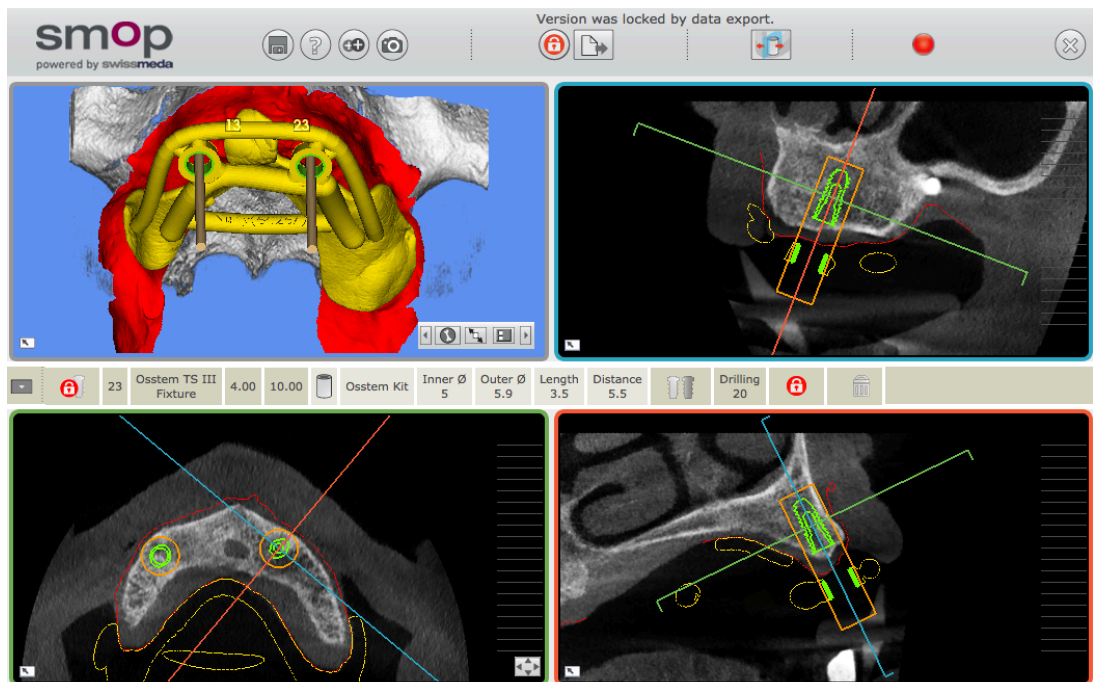 Version was locked by data export.
smop
powered by swissmeda
13 23
23
Osstem TS III
Fixture
4.00
10.00
Osstem Kit
Inner Ø
5
Outer Ø
5.9
Length
3.5
Distance
5.5
Drilling
20